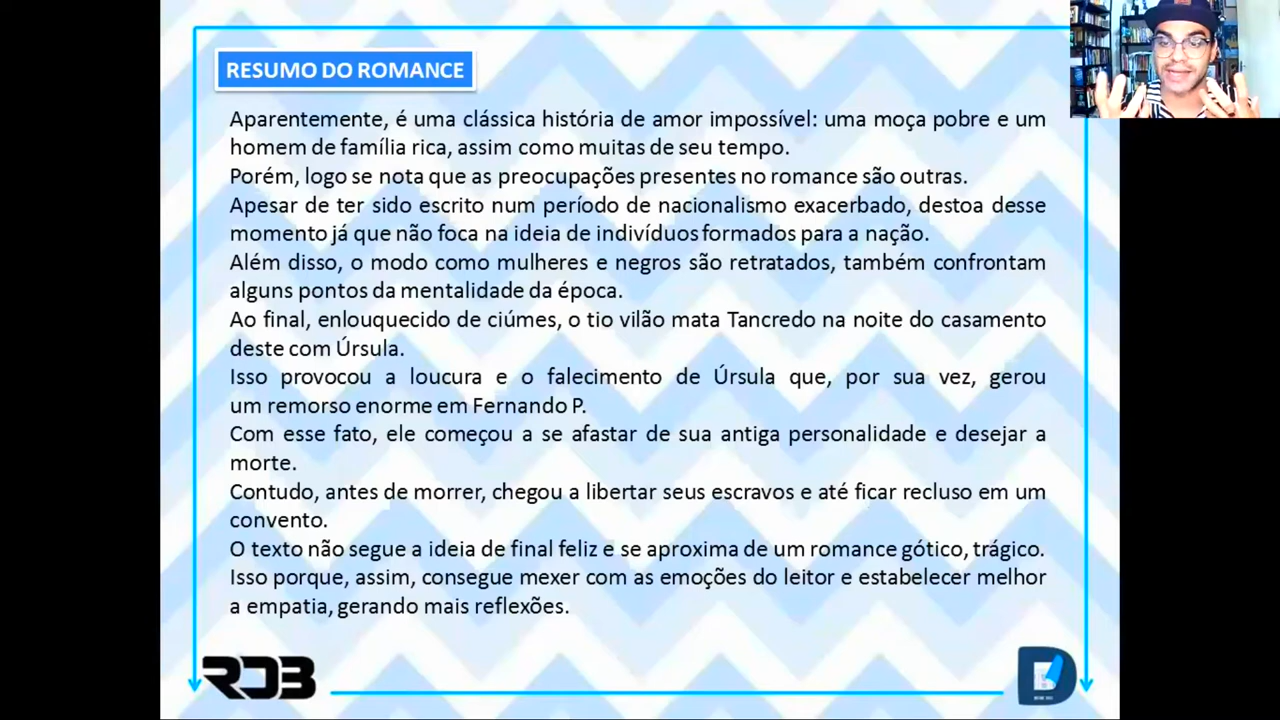 RESUMO DO ROMANCE
Aparentemente, é uma clássica história de amor impossível: uma moça pobre e um
homem de família rica, assim como muitas de seu tempo.
Porém, logo se nota que as preocupações presentes no romance são outras.
Apesar de ter sido escrito num período de nacionalismo exacerbado, destoa desse
momento já que não foca na ideia de indivíduos formados para a nação.
Além disso, o modo como mulheres e negros são retratados, também confrontam
alguns pontos da mentalidade da época.
Ao final, enlouquecido de ciúmes, o tio vilão mata Tancredo na noite do casamento
deste com Úrsula.
Isso provocou a loucura e o falecimento de Úrsula que, por sua vez, gerou
um remorso enorme em Fernando P.
Com esse fato, ele começou a se afastar de sua antiga personalidade e desejar a
morte.
Contudo, antes de morrer, chegou a libertar seus escravos e até ficar recluso em um
convento.
O texto não segue a ideia de final feliz e se aproxima de um romance gótico, trágico.
Isso porque, assim, consegue mexer com as emoções do leitor e estabelecer melhor
a empatia, gerando mais reflexões.
RDB
D